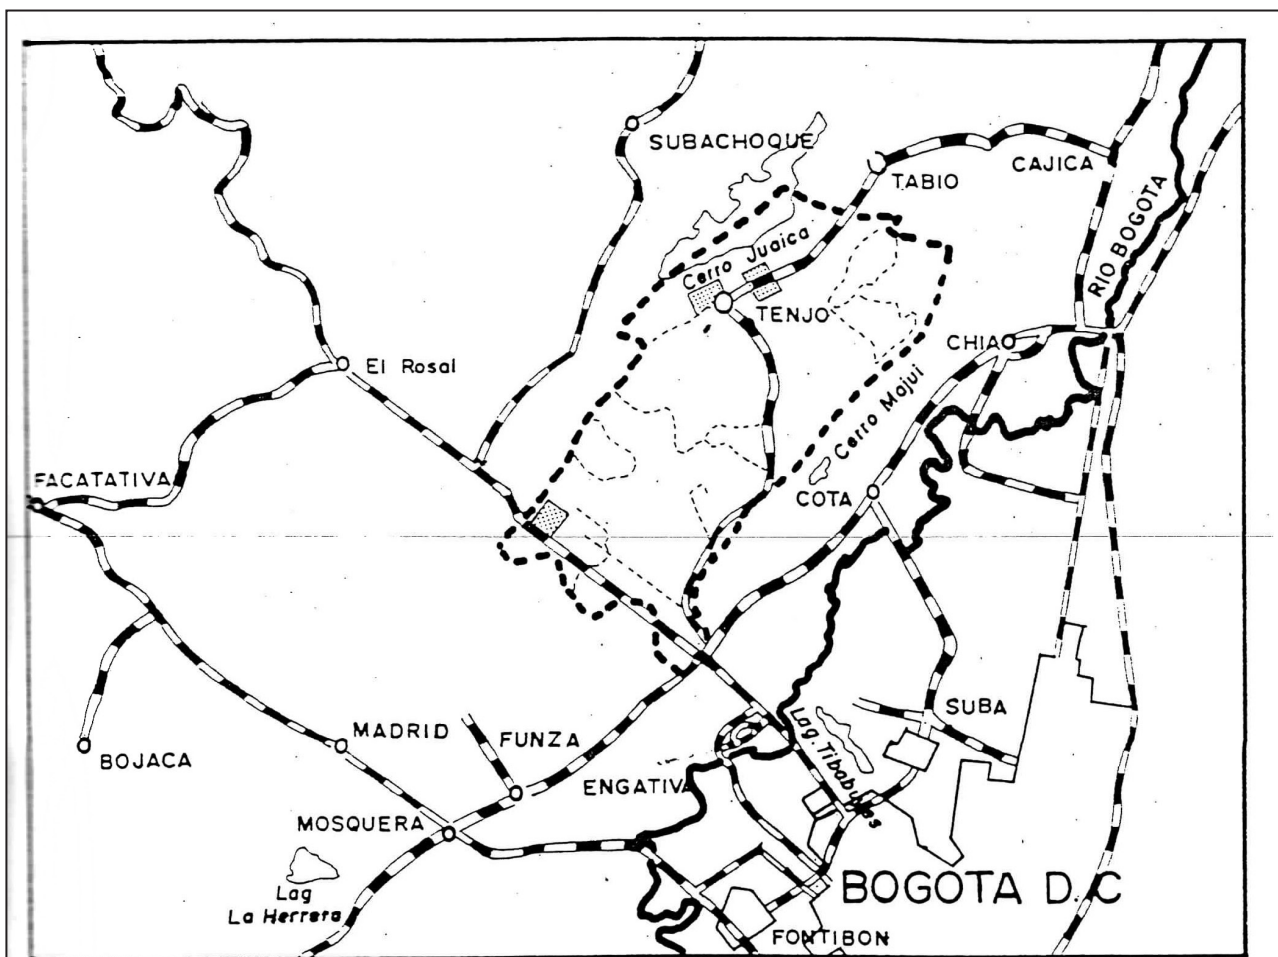 SUBACHOQUE
TABIO
CAJICA
RIO BOGOTA
Cerro Juaica
TENJO
CHIA
El Rosal
Cerro Majui
FACATATIVA
COTA
SUBA
MADRID
FUNZA
BOJACA
Lag. Tibabuyas
ENGATIVA
MOSQUERA
Lag
La Herrera
BOGOTA D.C
FONTIBON